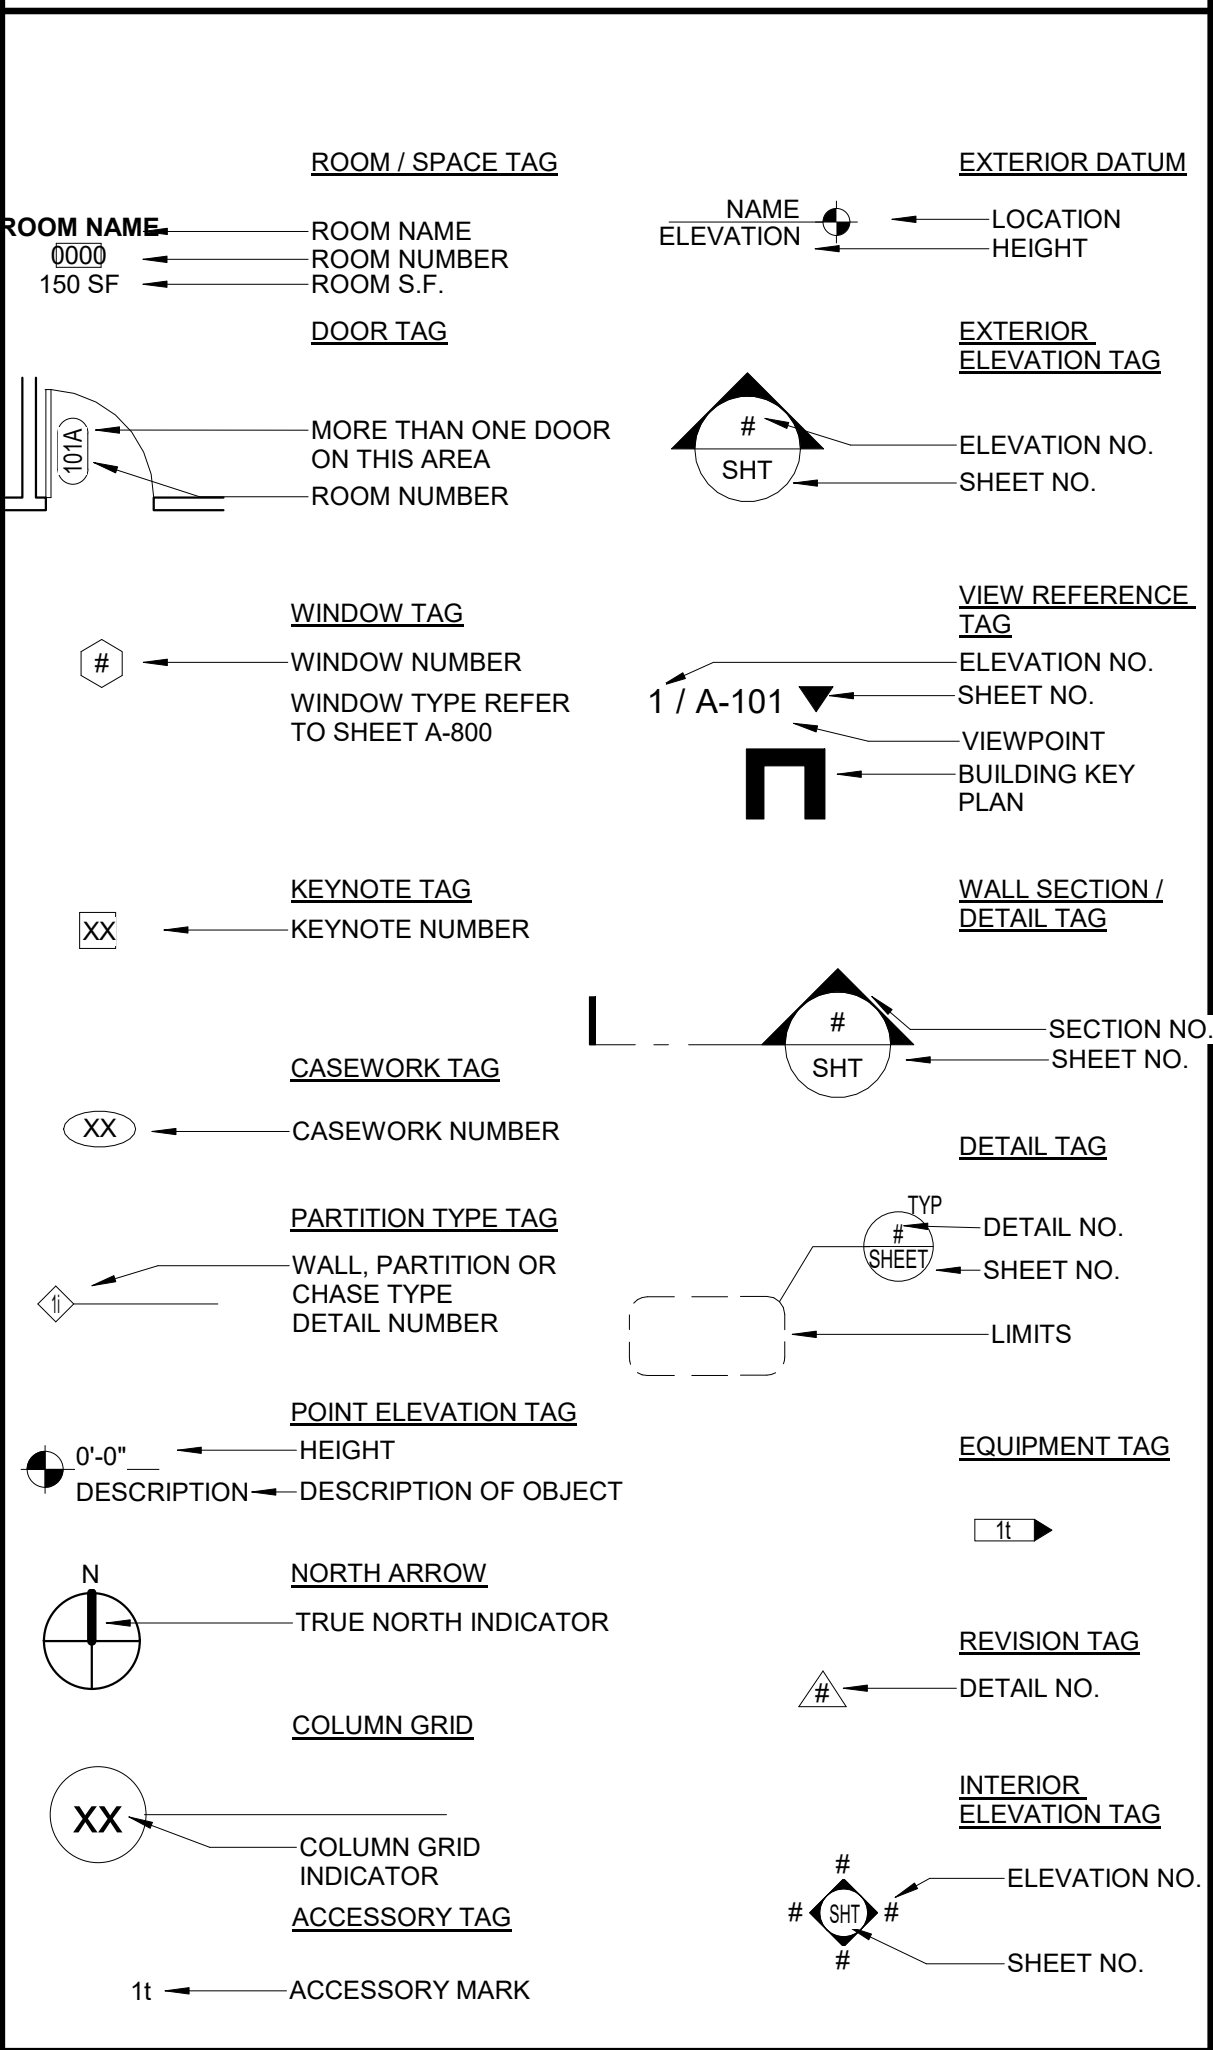 ROOM / SPACE TAG
ROOM NAME
ROOM NAME
0000
ROOM NUMBER
150 SF
ROOM S.F.
DOOR TAG
101A
MORE THAN ONE DOOR
ON THIS AREA
ROOM NUMBER
WINDOW TAG
#
WINDOW NUMBER
WINDOW TYPE REFER
TO SHEET A-800
KEYNOTE TAG
XX
KEYNOTE NUMBER
CASEWORK TAG
XX
CASEWORK NUMBER
PARTITION TYPE TAG
1i
WALL, PARTITION OR
CHASE TYPE
DETAIL NUMBER
POINT ELEVATION TAG
0'-0"
HEIGHT
DESCRIPTION
DESCRIPTION OF OBJECT
N
NORTH ARROW
TRUE NORTH INDICATOR
COLUMN GRID
XX
COLUMN GRID
INDICATOR
ACCESSORY TAG
1t
ACCESSORY MARK
EXTERIOR DATUM
NAME
ELEVATION
LOCATION
HEIGHT
EXTERIOR
ELEVATION TAG
#
SHT
ELEVATION NO.
SHEET NO.
VIEW REFERENCE
TAG
ELEVATION NO.
1 / A-101
SHEET NO.
VIEWPOINT
BUILDING KEY
PLAN
WALL SECTION /
DETAIL TAG
#
SHT
SECTION NO.
SHEET NO.
DETAIL TAG
TYP
#
SHEET
DETAIL NO.
SHEET NO.
LIMITS
EQUIPMENT TAG
1t
REVISION TAG
#
DETAIL NO.
INTERIOR
ELEVATION TAG
#
# SHT #
#
ELEVATION NO.
SHEET NO.